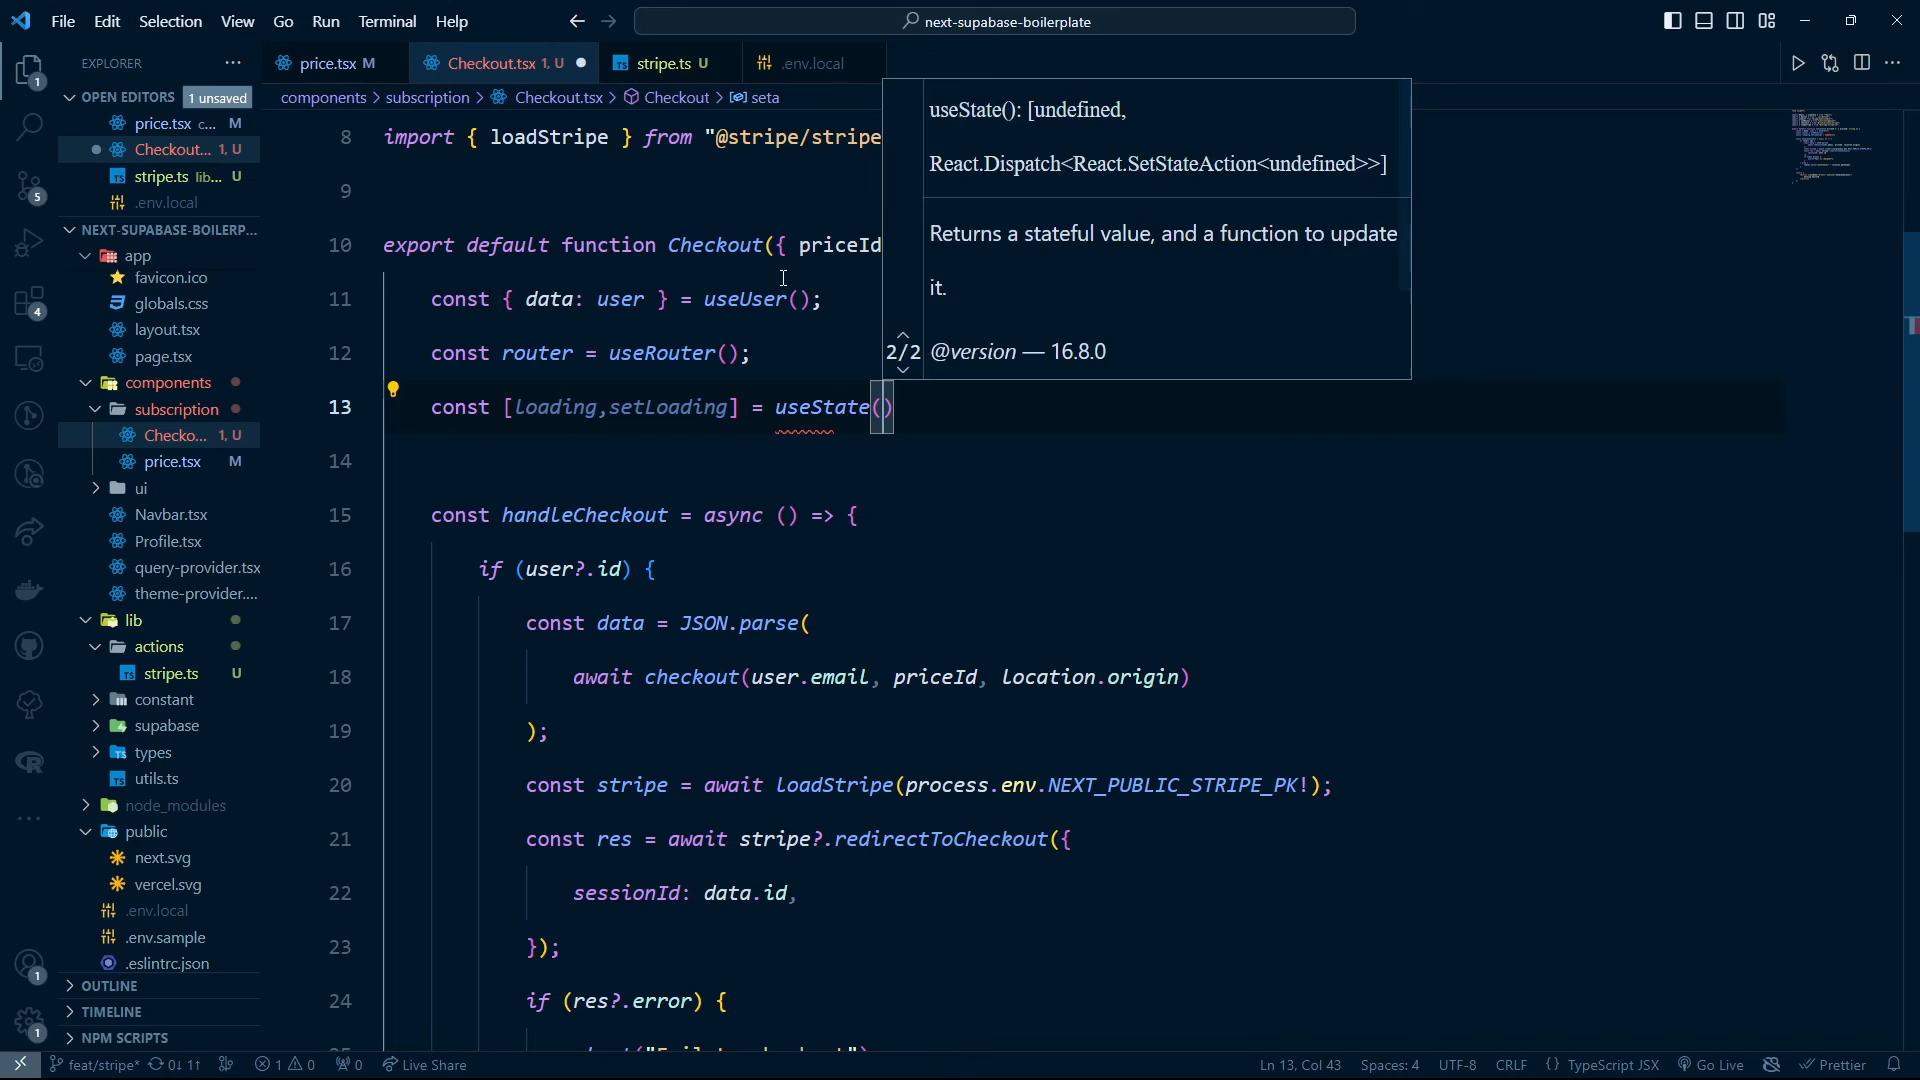 File Edit Selection View Go Run Terminal Help
next-supabase-boilerplate
EXPLORER
OPEN EDITORS 1 unsaved
price.tsx c... M
Checkout... 1, U
stripe.ts lib... U
.env.local
NEXT-SUPABASE-BOILERP...
app
favicon.ico
globals.css
layout.tsx
page.tsx
components
subscription
Checko... 1, U
price.tsx M
ui
Navbar.tsx
Profile.tsx
query-provider.tsx
theme-provider....
lib
actions
stripe.ts U
constant
supabase
types
utils.ts
node_modules
public
next.svg
vercel.svg
.env.local
.env.sample
.eslintrc.json
OUTLINE
TIMELINE
NPM SCRIPTS
1
5
4
1
1
price.tsx M Checkout.tsx 1, U stripe.ts U .env.local
components > subscription > Checkout.tsx > Checkout > seta
8 import { loadStripe } from "@stripe/stripe
9
10 export default function Checkout({ priceId
11 const { data: user } = useUser();
12 const router = useRouter();
13 const [loading,setLoading] = useState()
14
15 const handleCheckout = async () => {
16 if (user?.id) {
17 const data = JSON.parse(
18 await checkout(user.email, priceId, location.origin)
19 );
20 const stripe = await loadStripe(process.env.NEXT_PUBLIC_STRIPE_PK!);
21 const res = await stripe?.redirectToCheckout({
22 sessionId: data.id,
23 });
24 if (res?.error) {
useState(): [undefined,
React.Dispatch<React.SetStateAction<undefined>>]
Returns a stateful value, and a function to update
it.
2/2 @version — 16.8.0
feat/stripe* 0↓ 1↑ 1 0 0 Live Share Ln 13, Col 43 Spaces: 4 UTF-8 CRLF {} TypeScript JSX Go Live Prettier